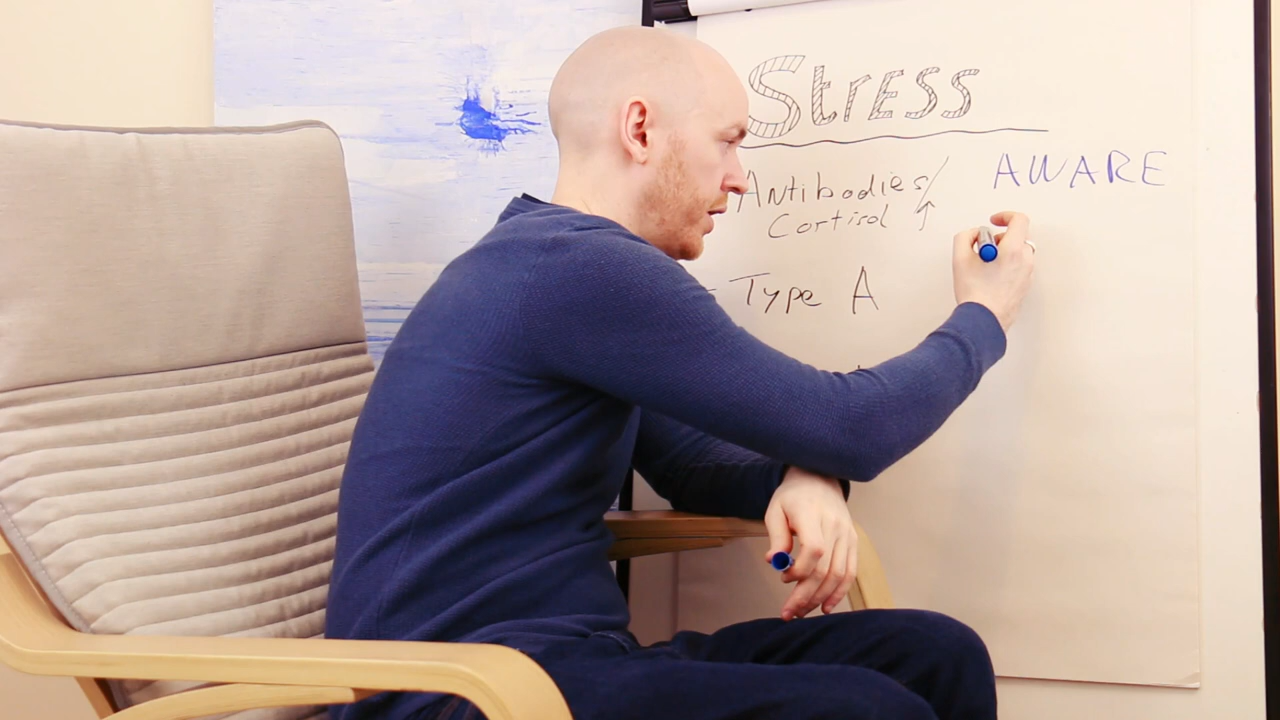 Stress
Antibodies/
Cortisol ↑
AWARE
- Type A